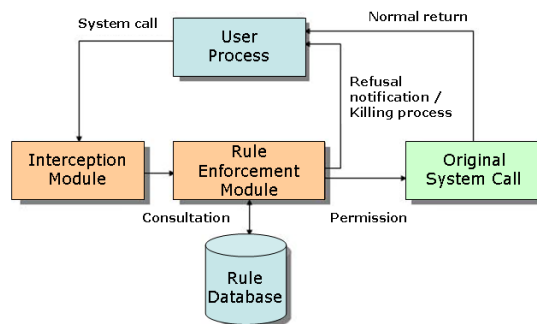 System call
Normal return
User
Process
Refusal
notification /
Killing process
Interception
Module
Rule
Enforcement
Module
Original
System Call
Consultation
Permission
Rule
Database